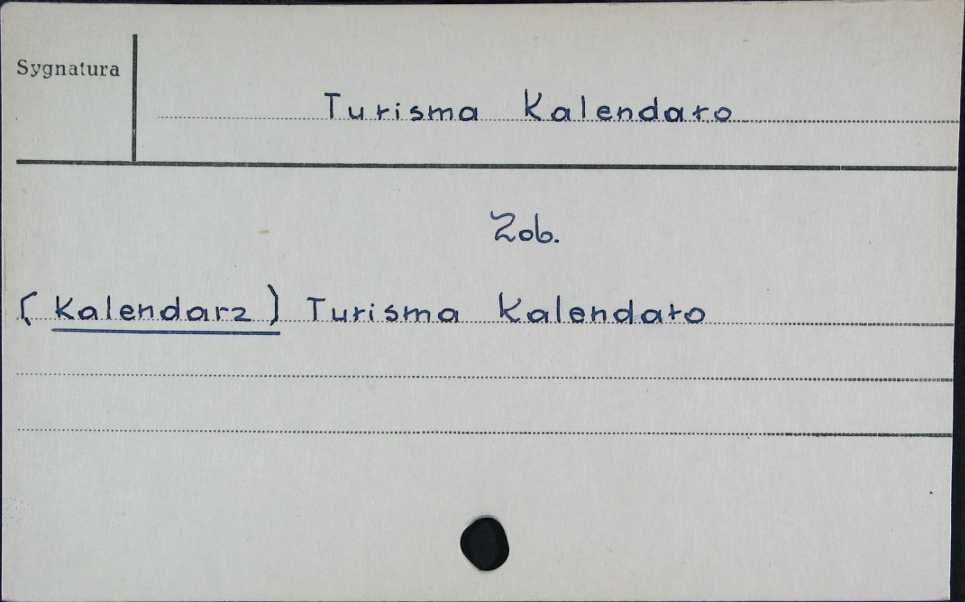 Sygnatura
Turisma Kalendaro
Zob.
(Kalendarz) Turisma Kalendaro